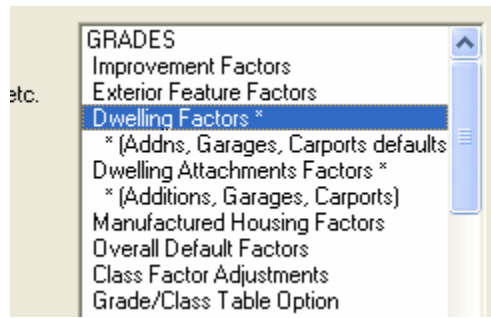 GRADES
Improvement Factors
etc.
Exterior Feature Factors
Dwelling Factors *
* (Addns, Garages, Carports defaults
Dwelling Attachments Factors *
* (Additions, Garages, Carports)
Manufactured Housing Factors
Overall Default Factors
Class Factor Adjustments
Grade/Class Table Option